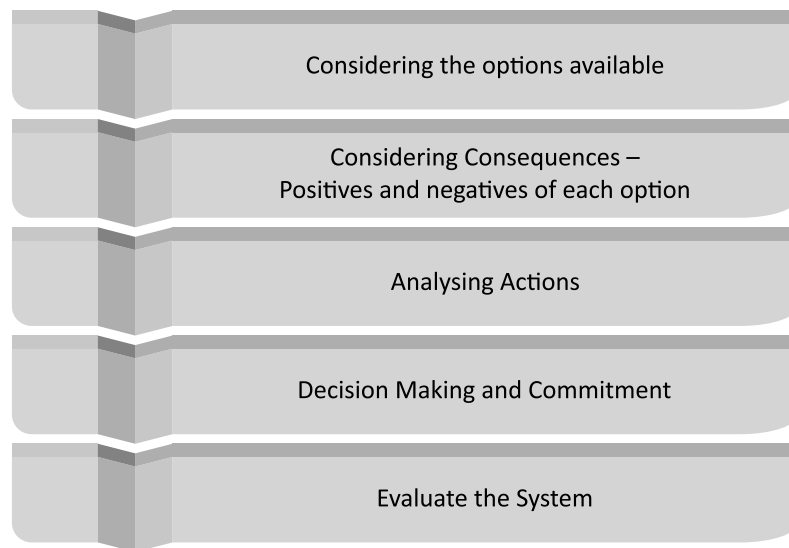 Considering the options available
Considering Consequences –
Positives and negatives of each option
Analysing Actions
Decision Making and Commitment
Evaluate the System